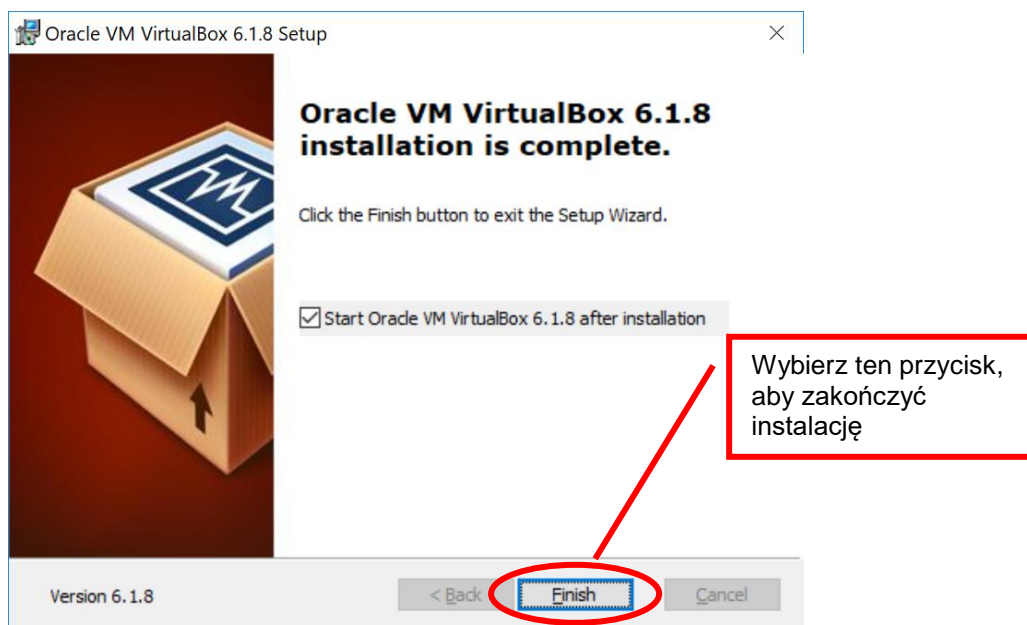 Oracle VM VirtualBox 6.1.8 Setup
Oracle VM VirtualBox 6.1.8
installation is complete.
Click the Finish button to exit the Setup Wizard.
Start Oracle VM VirtualBox 6.1.8 after installation
Wybierz ten przycisk,
aby zakończyć
instalację
Version 6.1.8
< Back
Finish
Cancel